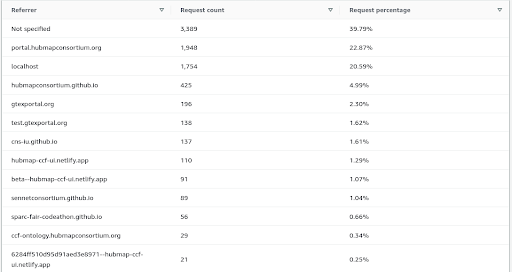 Referrer Request count Request percentage
Not specified 3,389 39.79%
portal.hubmapconsortium.org 1,948 22.87%
localhost 1,754 20.59%
hubmapconsortium.github.io 425 4.99%
gtexportal.org 196 2.30%
test.gtexportal.org 138 1.62%
cns-iu.github.io 137 1.61%
hubmap-ccf-ui.netlify.app 110 1.29%
beta--hubmap-ccf-ui.netlify.app 91 1.07%
sennetconsortium.github.io 89 1.04%
sparc-fair-codeathon.github.io 56 0.66%
ccf-ontology.hubmapconsortium.org 29 0.34%
6284ff510d95d91aed3e8971--hubmap-ccf-
ui.netlify.app 21 0.25%